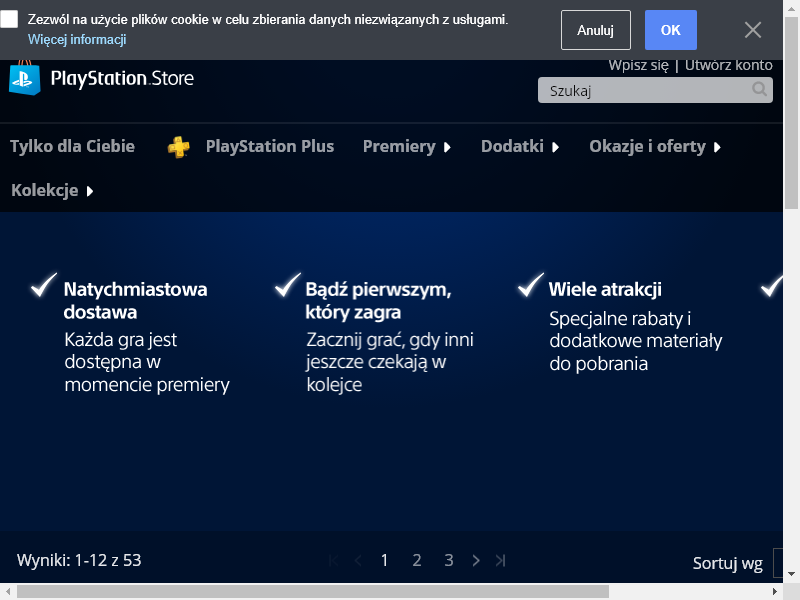 Zezwól na użycie plików cookie w celu zbierania danych niezwiązanych z usługami.
Więcej informacji
Anuluj
OK
PlayStation.Store
Wpisz się | Utwórz konto
Szukaj
Tylko dla Ciebie
PlayStation Plus
Premiery
Dodatki
Okazje i oferty
Kolekcje
Natychmiastowa
dostawa
Każda gra jest
dostępna w
momencie premiery
Bądź pierwszym,
który zagra
Zacznij grać, gdy inni
jeszcze czekają w
kolejce
Wiele atrakcji
Specjalne rabaty i
dodatkowe materiały
do pobrania
Wyniki: 1-12 z 53
1 2 3
Sortuj wg